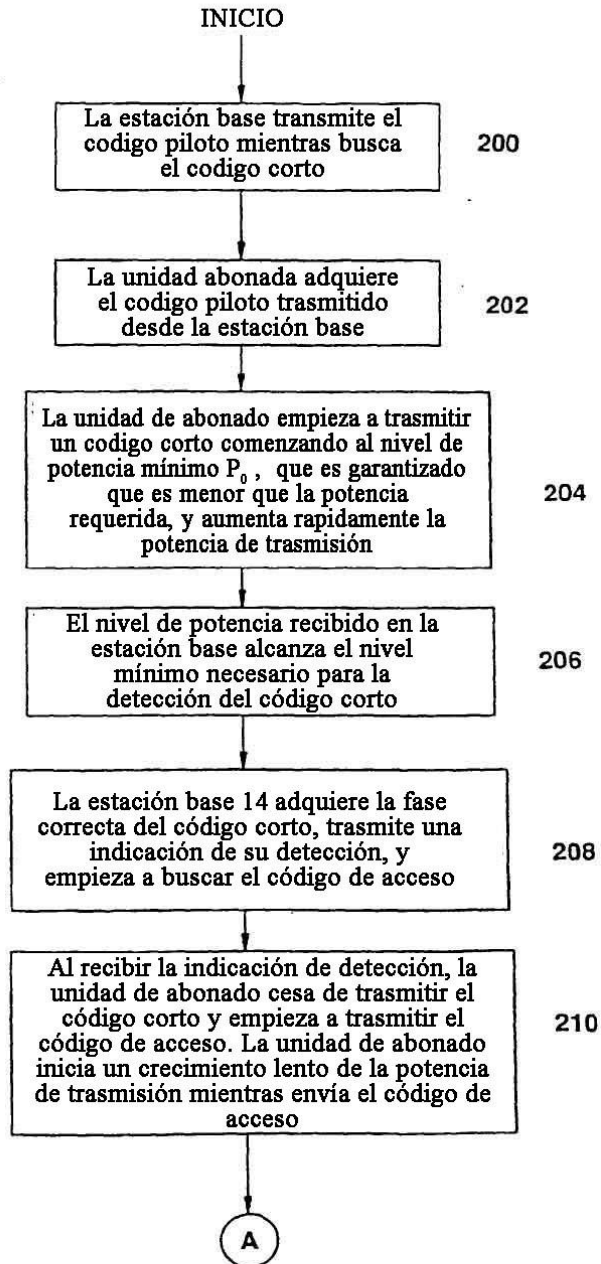 INICIO
La estación base transmite el
codigo piloto mientras busca
el codigo corto
200
La unidad abonada adquiere
el codigo piloto trasmitido
desde la estación base
202
La unidad de abonado empieza a trasmitir
un codigo corto comenzando al nivel de
potencia mínimo P₀ , que es garantizado
que es menor que la potencia
requerida, y aumenta rapidamente la
potencia de trasmisión
204
El nivel de potencia recibido en la
estación base alcanza el nivel
mínimo necesario para la
detección del código corto
206
La estación base 14 adquiere la fase
correcta del código corto, trasmite una
indicación de su detección, y
empieza a buscar el código de acceso
208
Al recibir la indicación de detección, la
unidad de abonado cesa de trasmitir el
código corto y empieza a trasmitir el
código de acceso. La unidad de abonado
inicia un crecimiento lento de la potencia
de trasmisión mientras envía el código de
acceso
210
A